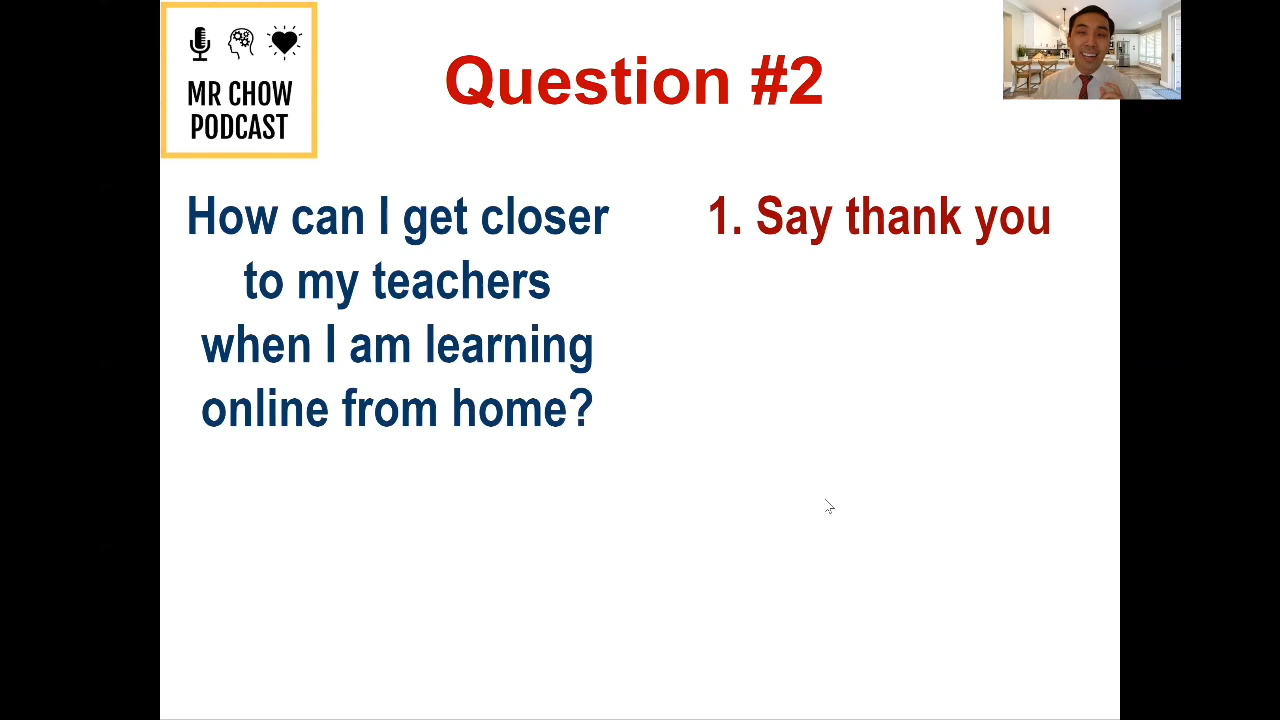 MR CHOW
PODCAST
Question #2
How can I get closer
to my teachers
when I am learning
online from home?
1. Say thank you